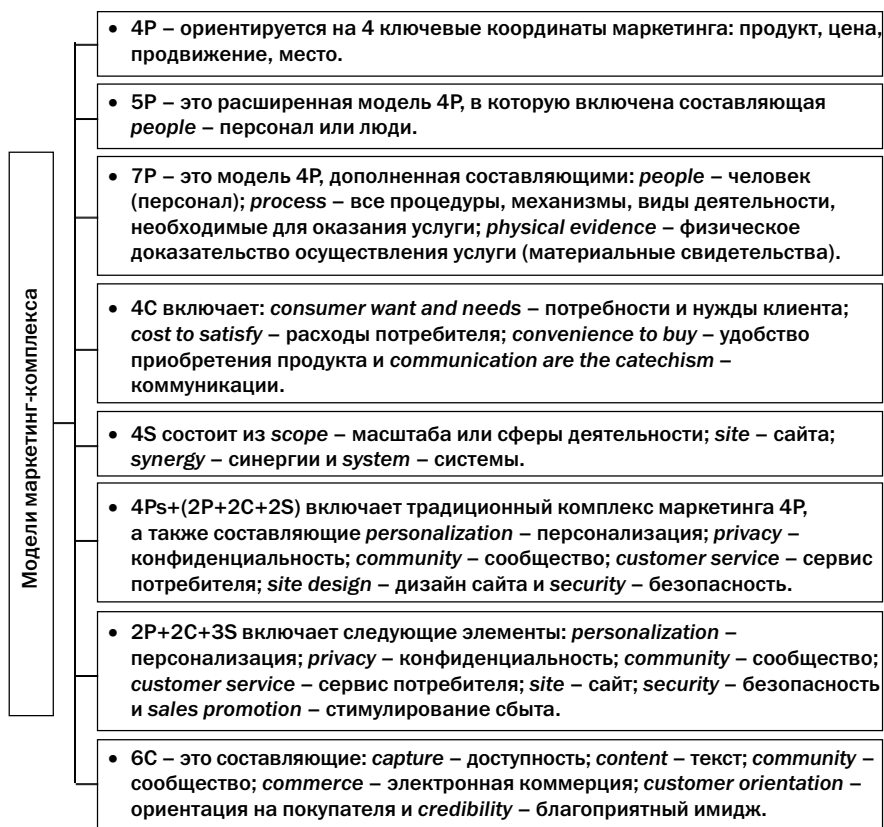 Модели маркетинг-комплекса
• 4P – ориентируется на 4 ключевые координаты маркетинга: продукт, цена,
продвижение, место.
• 5P – это расширенная модель 4P, в которую включена составляющая
people – персонал или люди.
• 7P – это модель 4P, дополненная составляющими: people – человек
(персонал); process – все процедуры, механизмы, виды деятельности,
необходимые для оказания услуги; physical evidence – физическое
доказательство осуществления услуги (материальные свидетельства).
• 4C включает: consumer want and needs – потребности и нужды клиента;
cost to satisfy – расходы потребителя; convenience to buy – удобство
приобретения продукта и communication are the catechism –
коммуникации.
• 4S состоит из scope – масштаба или сферы деятельности; site – сайта;
synergy – синергии и system – системы.
• 4Ps+(2P+2C+2S) включает традиционный комплекс маркетинга 4P,
а также составляющие personalization – персонализация; privacy –
конфиденциальность; community – сообщество; customer service – сервис
потребителя; site design – дизайн сайта и security – безопасность.
• 2P+2C+3S включает следующие элементы: personalization –
персонализация; privacy – конфиденциальность; community – сообщество;
customer service – сервис потребителя; site – сайт; security – безопасность
и sales promotion – стимулирование сбыта.
• 6C – это составляющие: capture – доступность; content – текст; community –
сообщество; commerce – электронная коммерция; customer orientation –
ориентация на покупателя и credibility – благоприятный имидж.